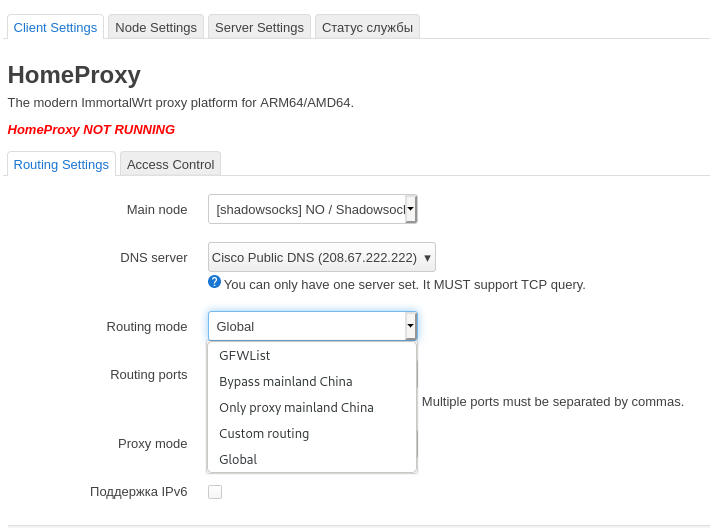 Client Settings Node Settings Server Settings Статус службы
HomeProxy
The modern ImmortalWrt proxy platform for ARM64/AMD64.
HomeProxy NOT RUNNING
Routing Settings Access Control
Main node [shadowsocks] NO / Shadowsocl
DNS server Cisco Public DNS (208.67.222.222) ▼
? You can only have one server set. It MUST support TCP query.
Routing mode Global
GFWList
Routing ports
Bypass mainland China
Only proxy mainland China Multiple ports must be separated by commas.
Custom routing
Proxy mode
Global
Поддержка IPv6